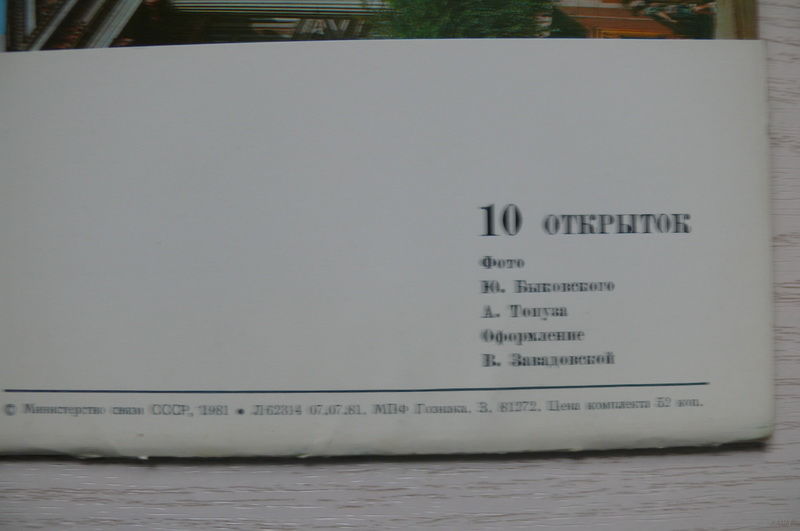 10 ОТКРЫТОК
Фото
Ю. Быковского
А. Топуза
Оформление
В. Завадовской
© Министерство связи СССР, 1981 • Л-62314 07.07.81. МПФ Гознака. З. 81272. Цена комплекта 52 коп.